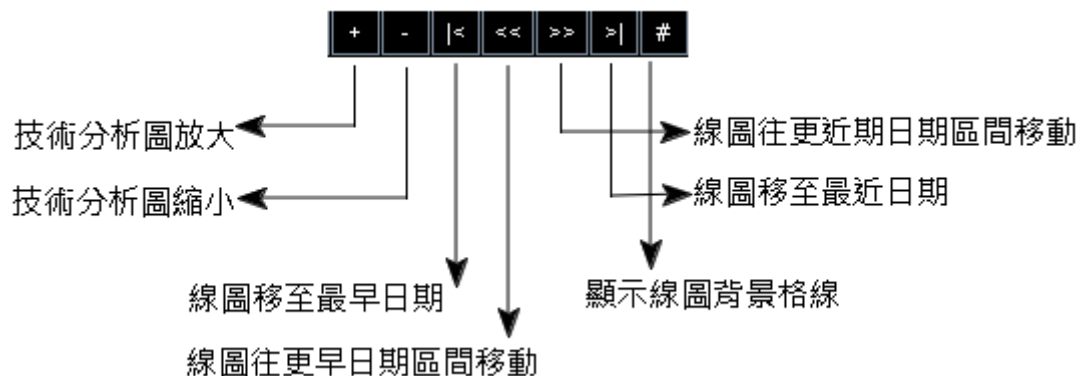 + - |< << >> >| #
技術分析圖放大
線圖往更近期日期區間移動
技術分析圖縮小
線圖移至最近日期
線圖移至最早日期
顯示線圖背景格線
線圖往更早日期區間移動